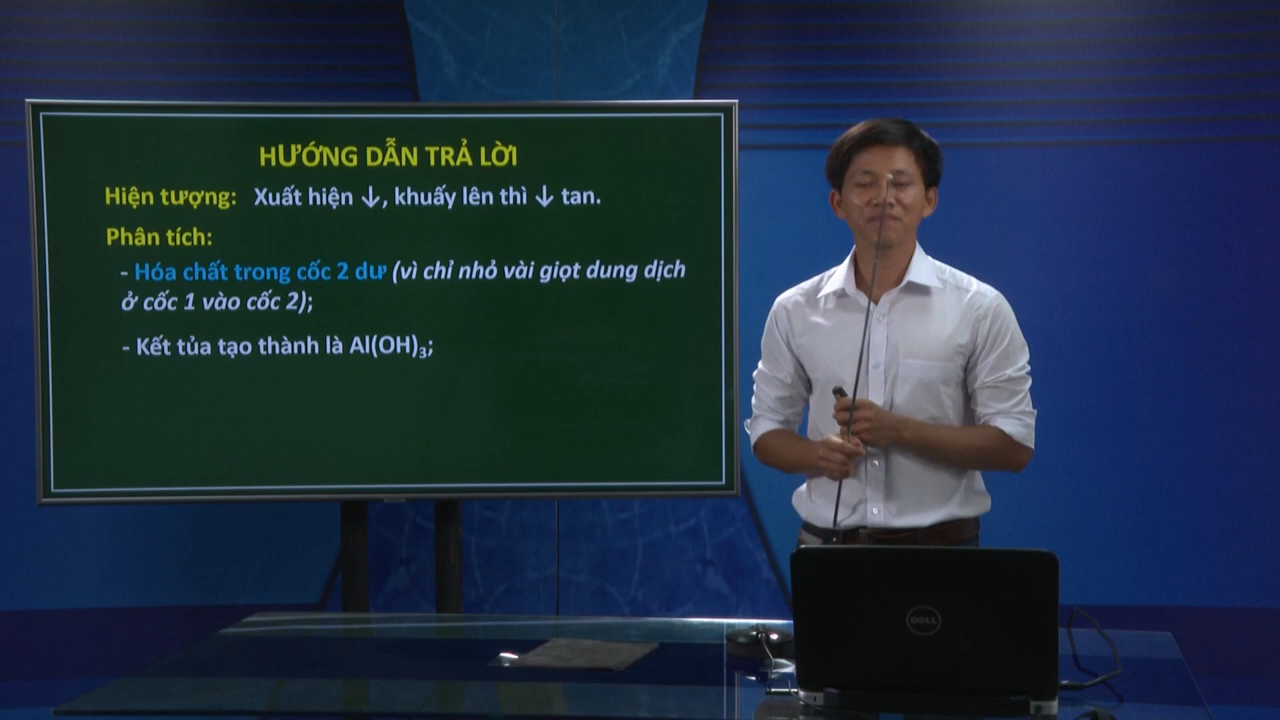 HƯỚNG DẪN TRẢ LỜI
Hiện tượng: Xuất hiện ↓, khuấy lên thì ↓ tan.
Phân tích:
- Hóa chất trong cốc 2 dư (vì chỉ nhỏ vài giọt dung dịch
ở cốc 1 vào cốc 2);
- Kết tủa tạo thành là Al(OH)₃;
DELL